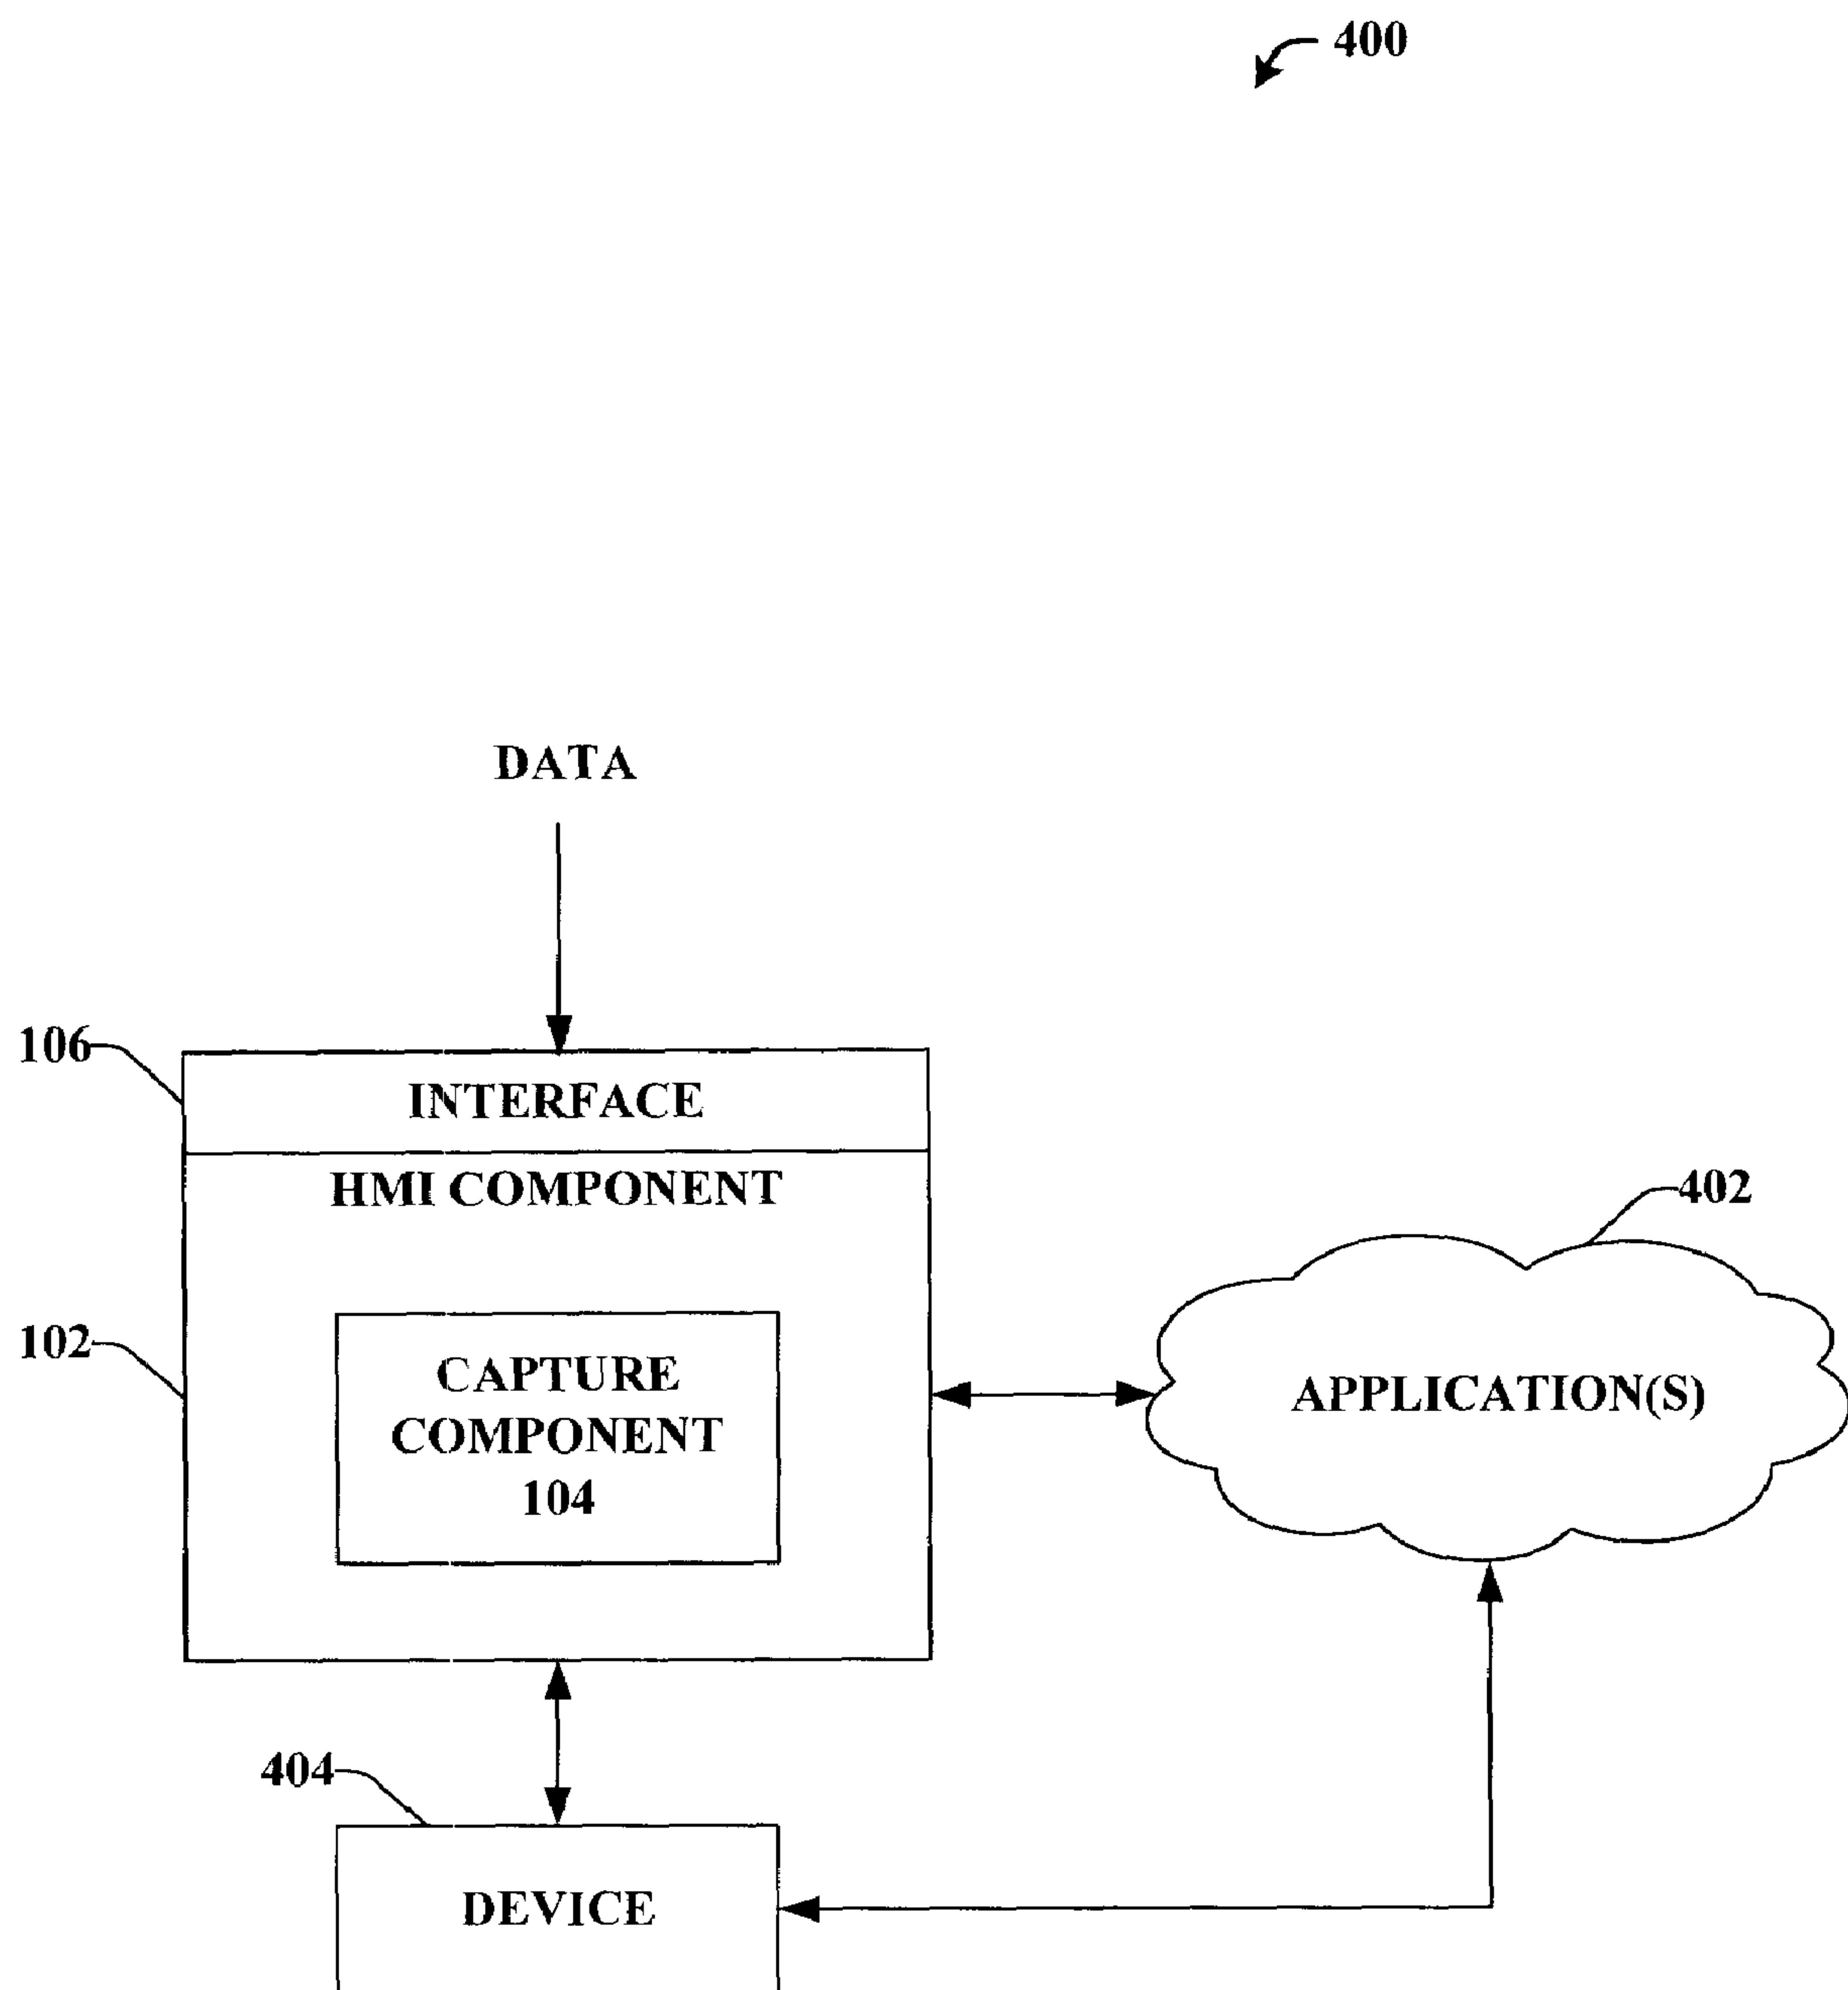 400
DATA
106
INTERFACE
HMI COMPONENT
402
102
CAPTURE
COMPONENT
104
APPLICATION(S)
404
DEVICE